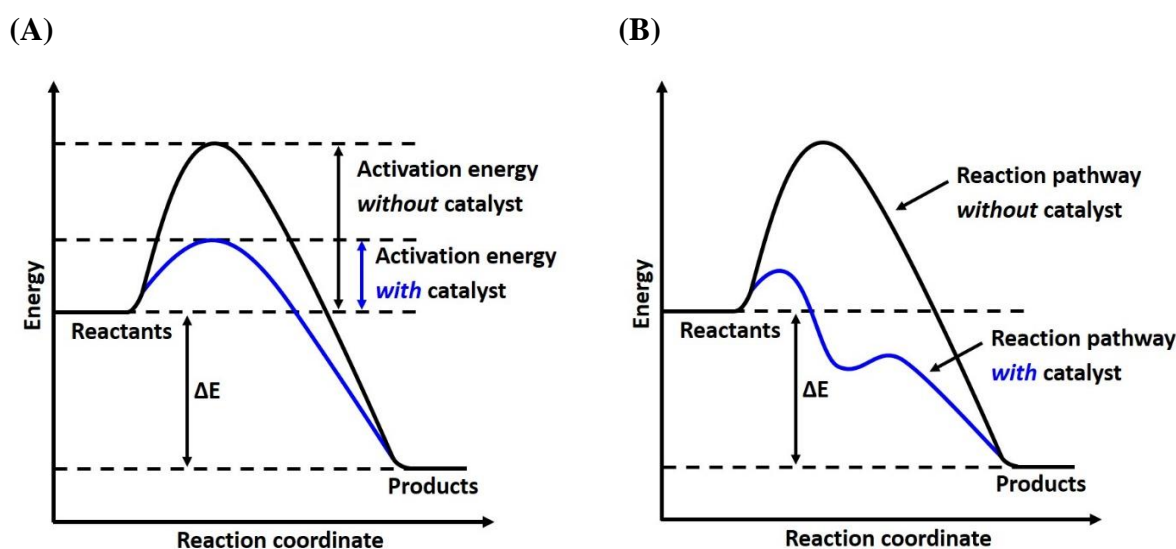 (A)
Activation energy
without catalyst
Activation energy
with catalyst
Energy
Reactants
ΔE
Products
Reaction coordinate
(B)
Reaction pathway
without catalyst
Energy
Reactants
Reaction pathway
with catalyst
ΔE
Products
Reaction coordinate